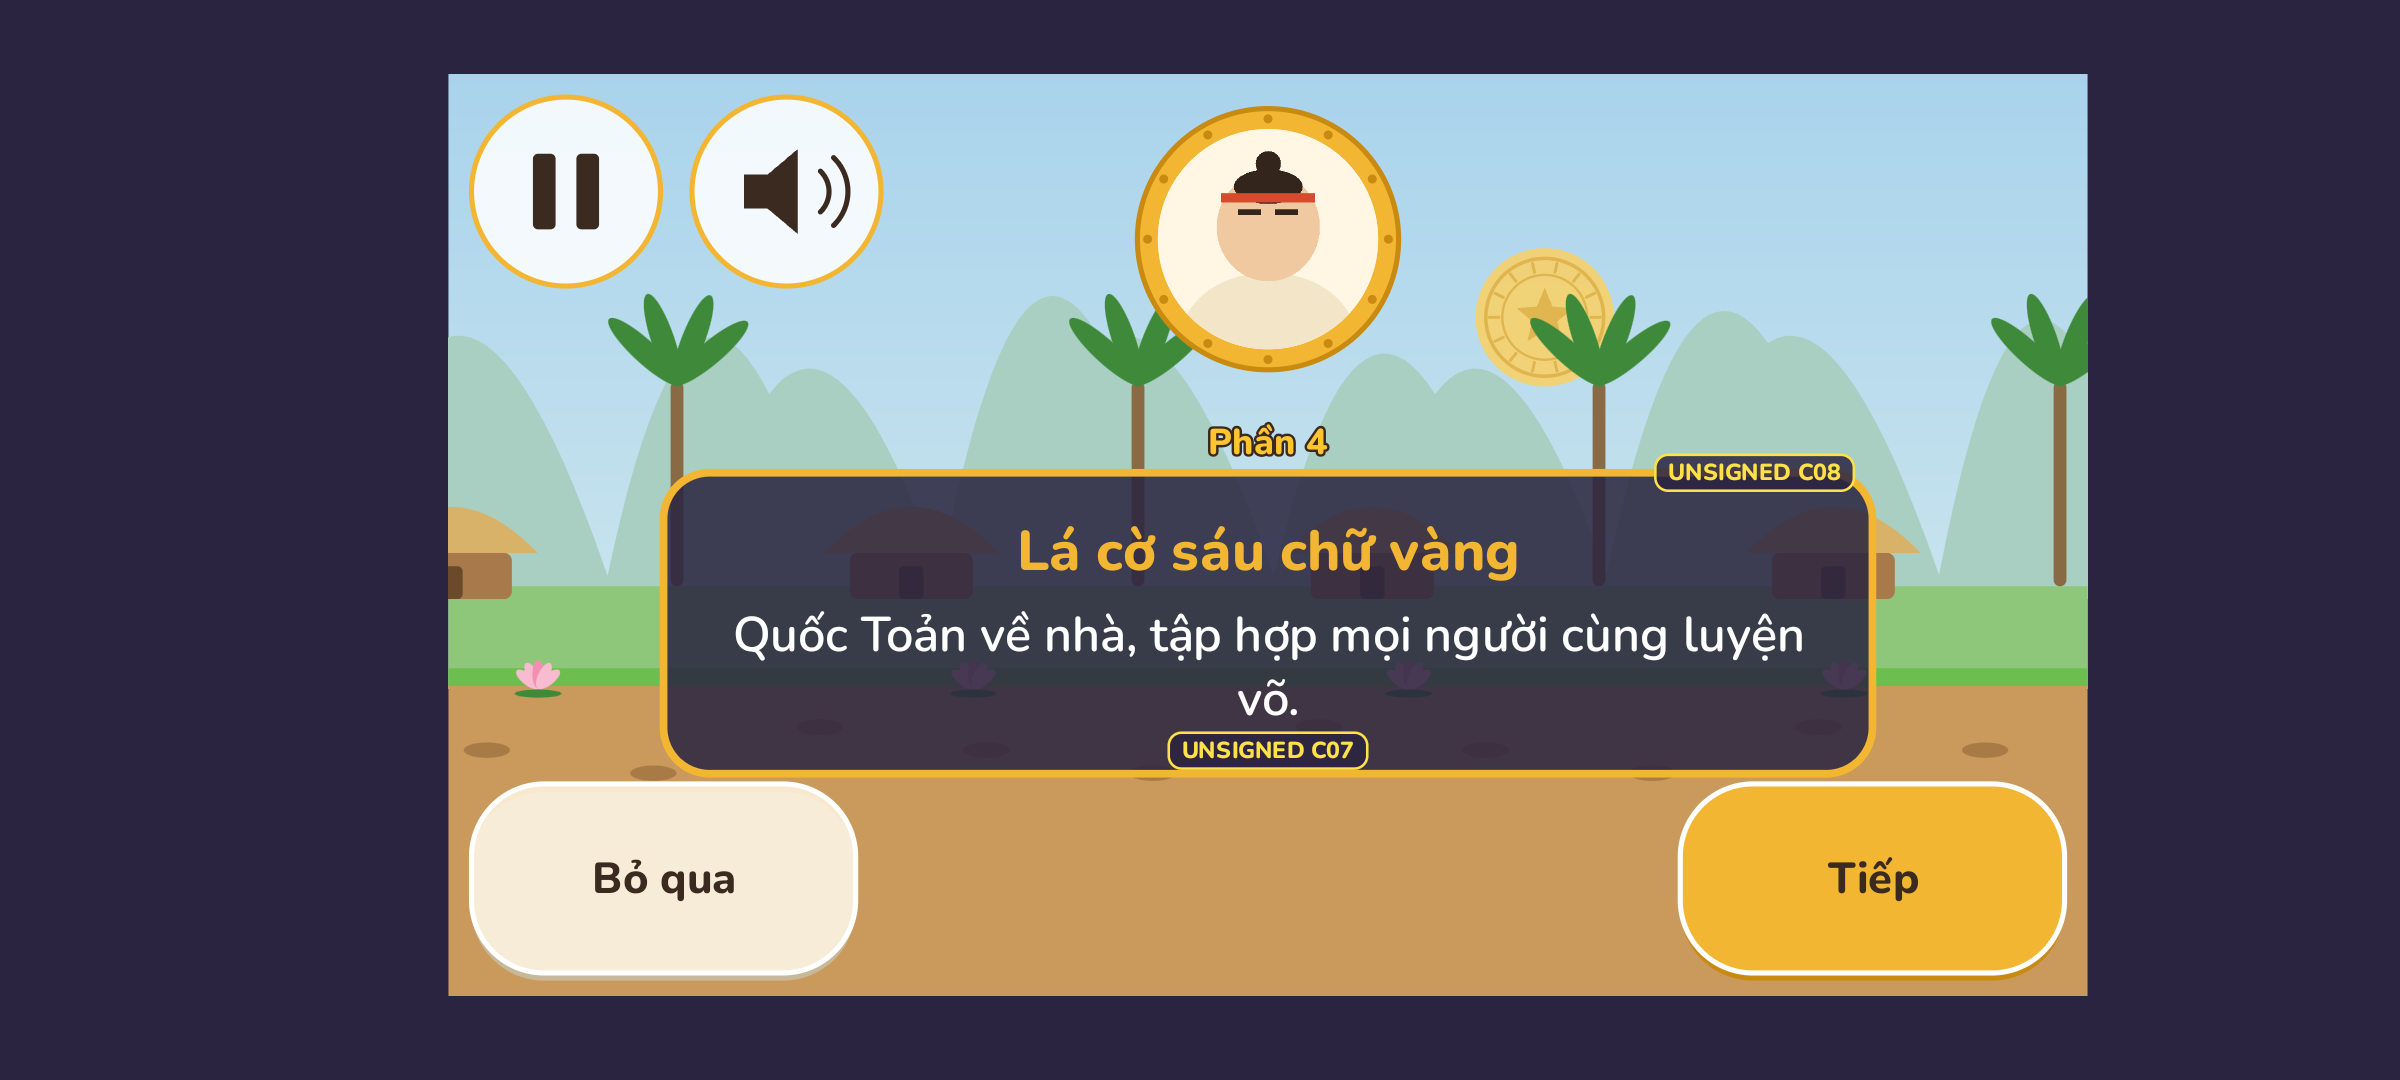 Phần 4
UNSIGNED C08
Lá cờ sáu chữ vàng
Quốc Toản về nhà, tập hợp mọi người cùng luyện
võ.
UNSIGNED C07
Bỏ qua
Tiếp